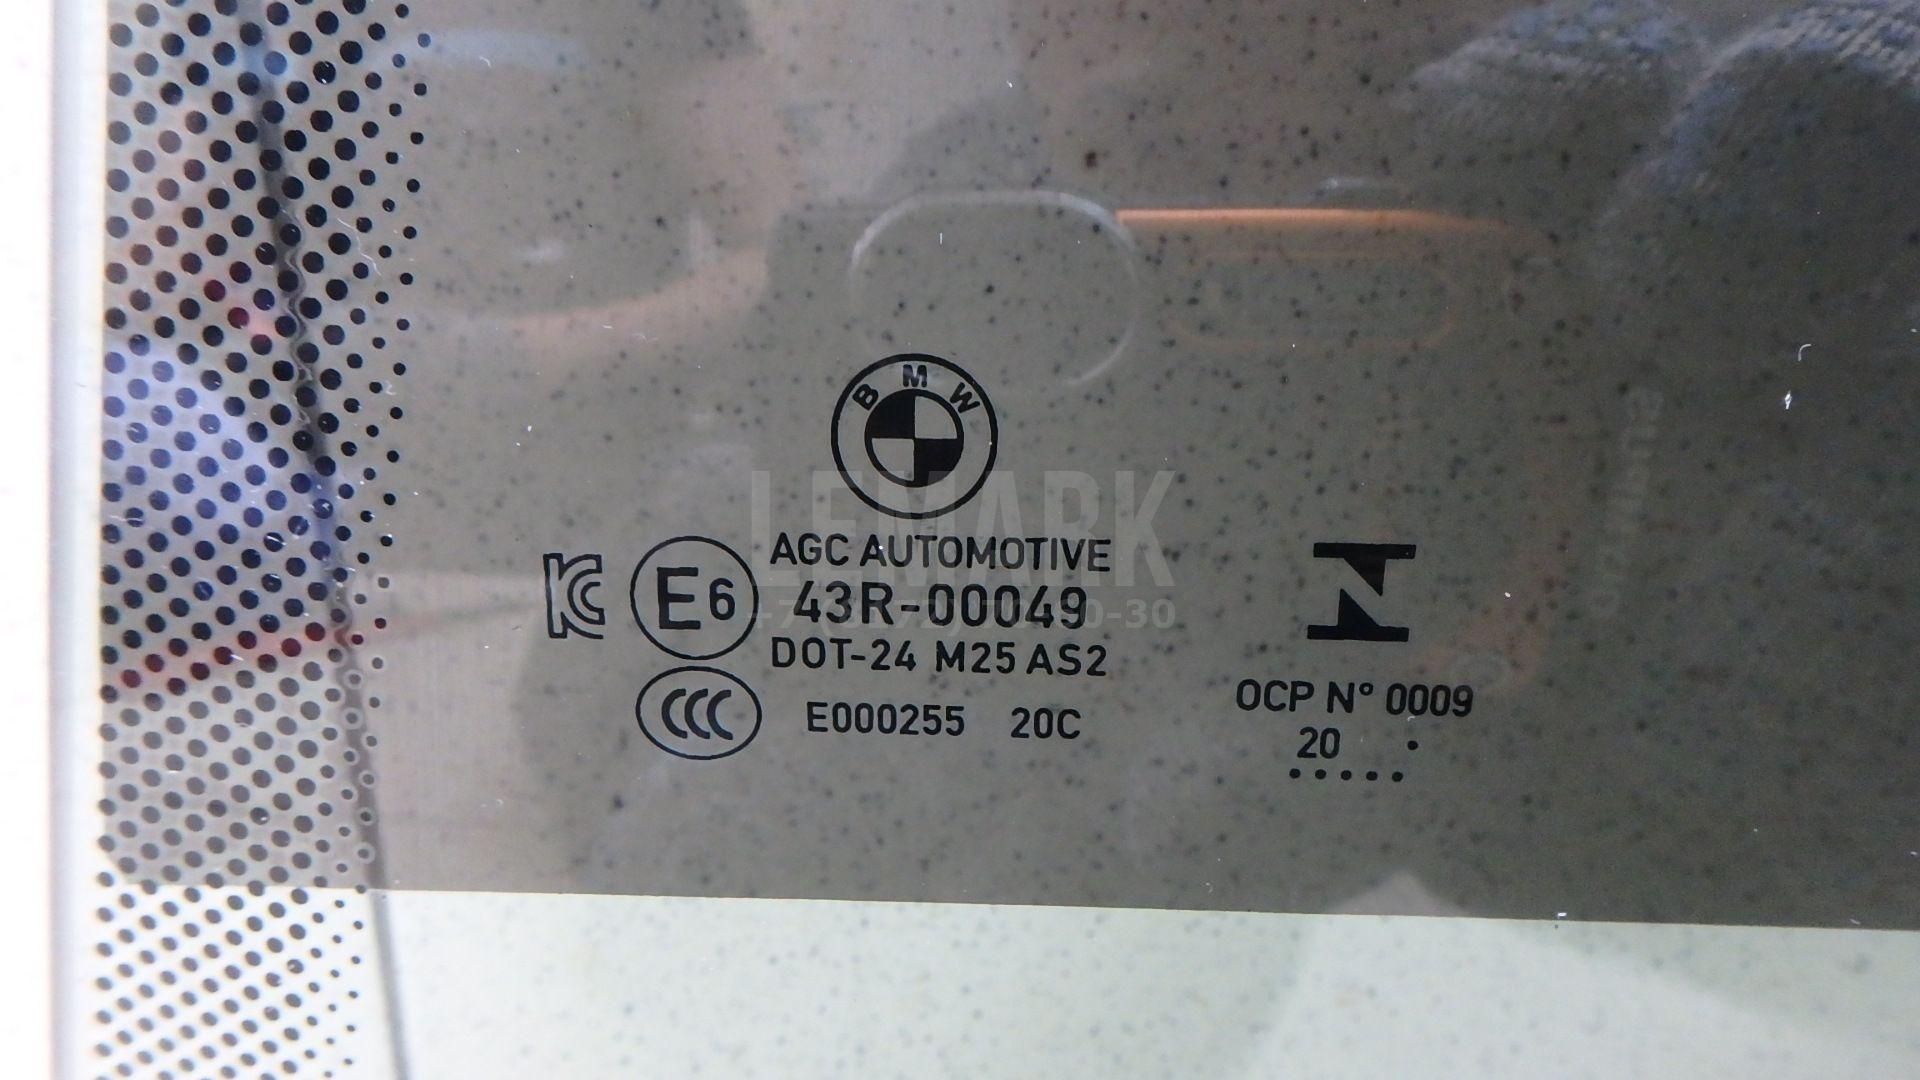 BMW
LEMARK
AGC AUTOMOTIVE
E6
43R-00049
DOT-24 M25 AS2
CCC
E000255 20C
OCP N° 0009
20